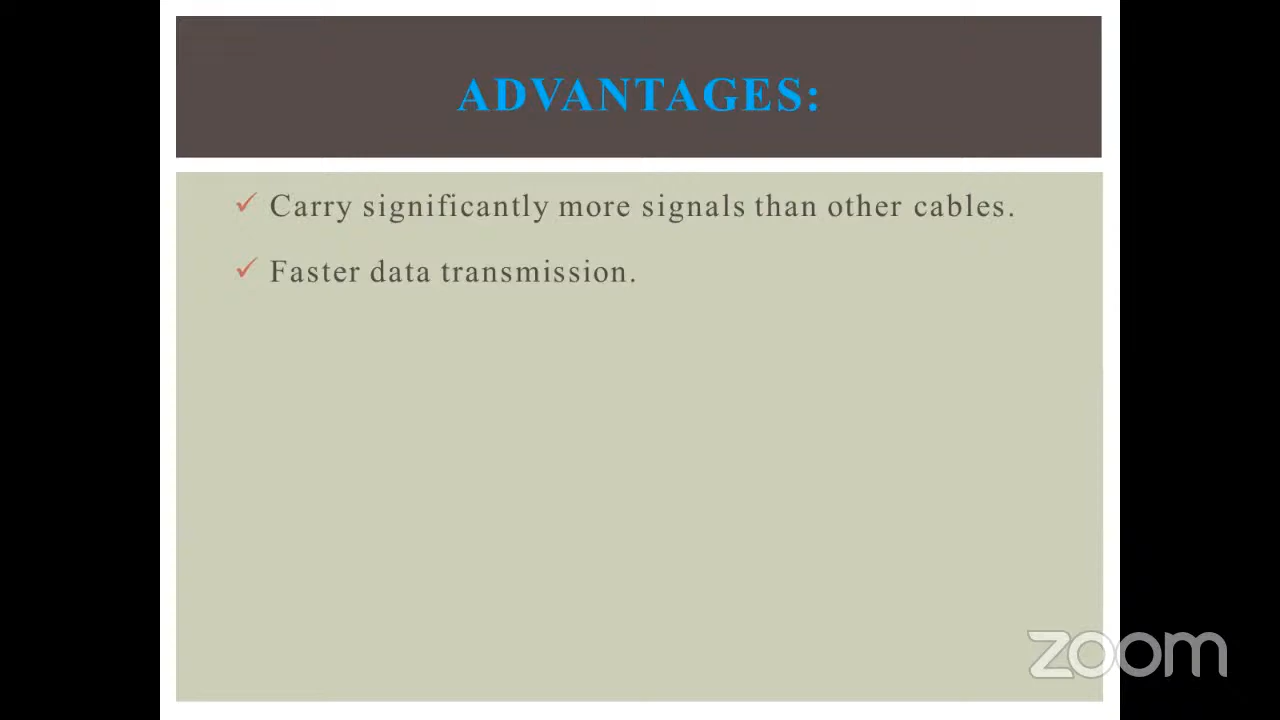 ADVANTAGES:
✓ Carry significantly more signals than other cables.
✓ Faster data transmission.
zoom